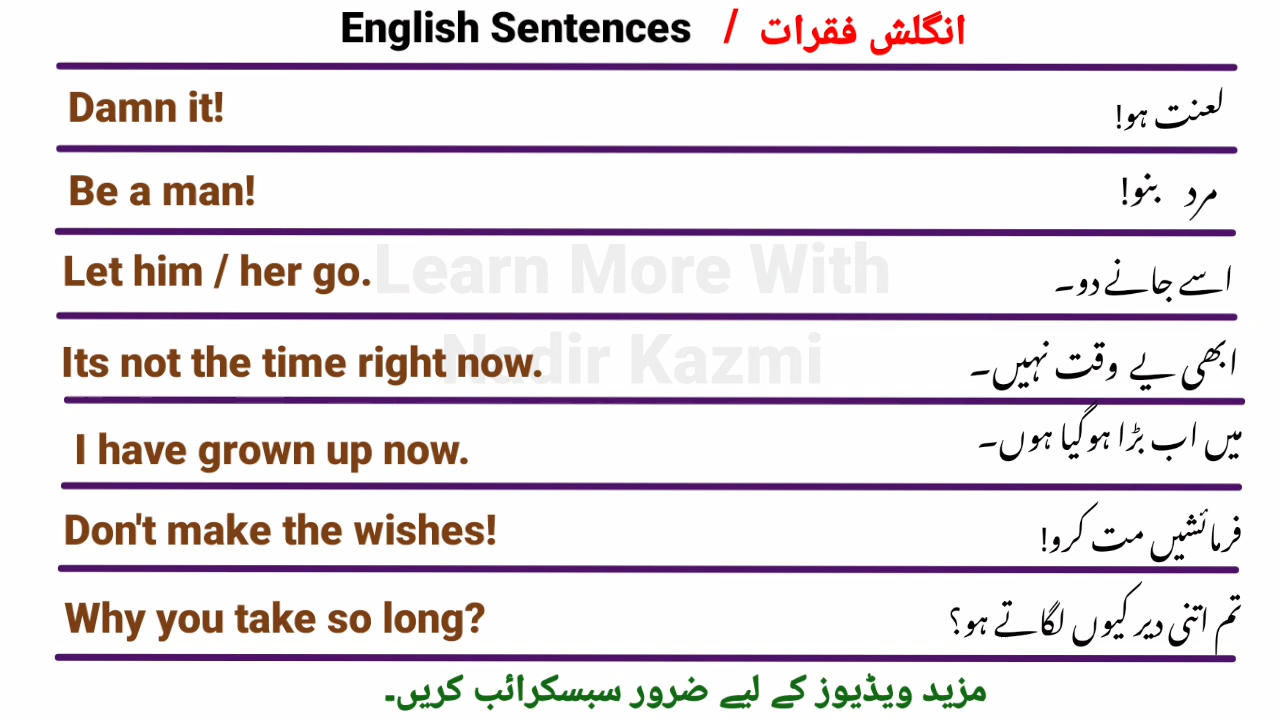 English Sentences / انگلش فقرات
Damn it! لعنت ہو!
Be a man! مرد بنو!
Let him / her go. اسے جانے دو۔
Its not the time right now. ابھی یے وقت نہیں۔
I have grown up now. میں اب بڑا ہوگیا ہوں۔
Don't make the wishes! فرمائشیں مت کرو!
Why you take so long? تم اتنی دیر کیوں لگاتے ہو؟
مزید ویڈیوز کے لیے ضرور سبسکرائب کریں۔
Learn More With
Nadir Kazmi